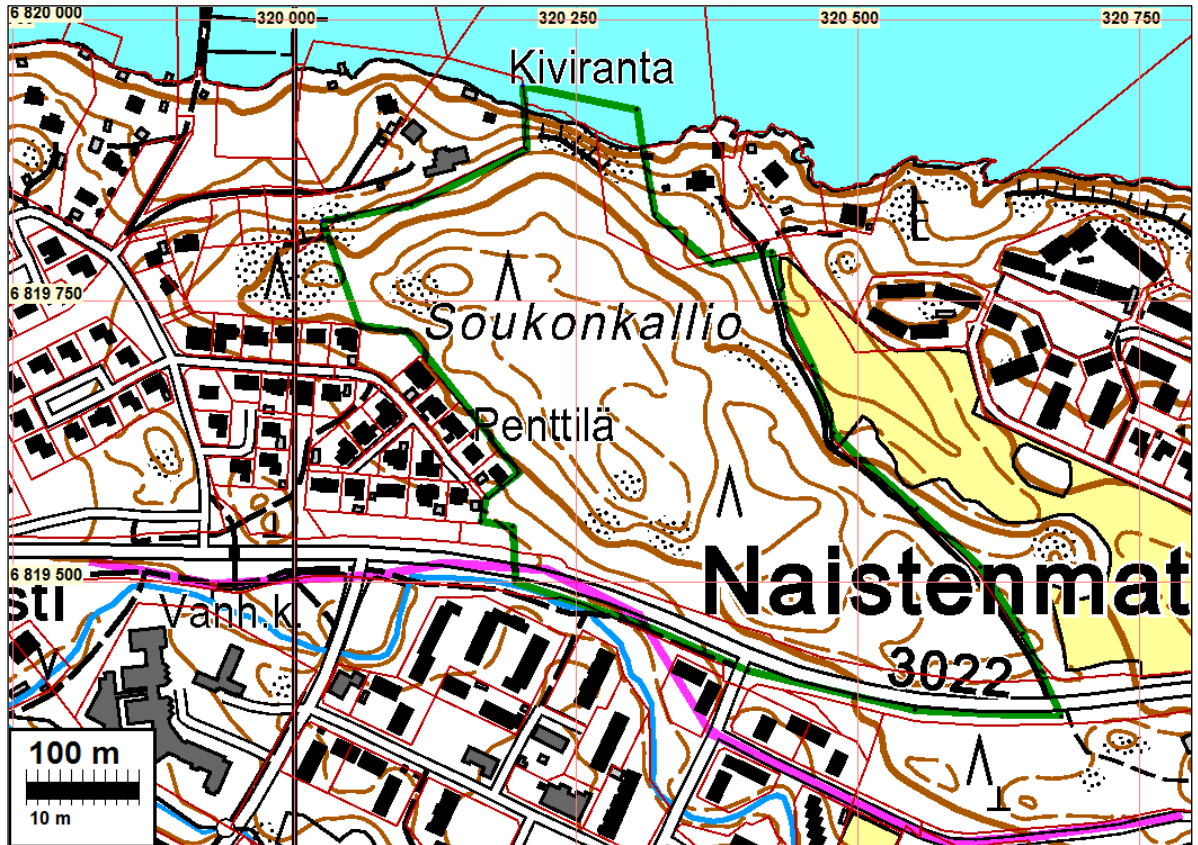 6 820 000
320 000
320 250
320 500
320 750
Kiviranta
6 819 750
Soukonkallio
Penttilä
6 819 500
Naistenmat
sti
Vanh.k.
3022
100 m
10 m